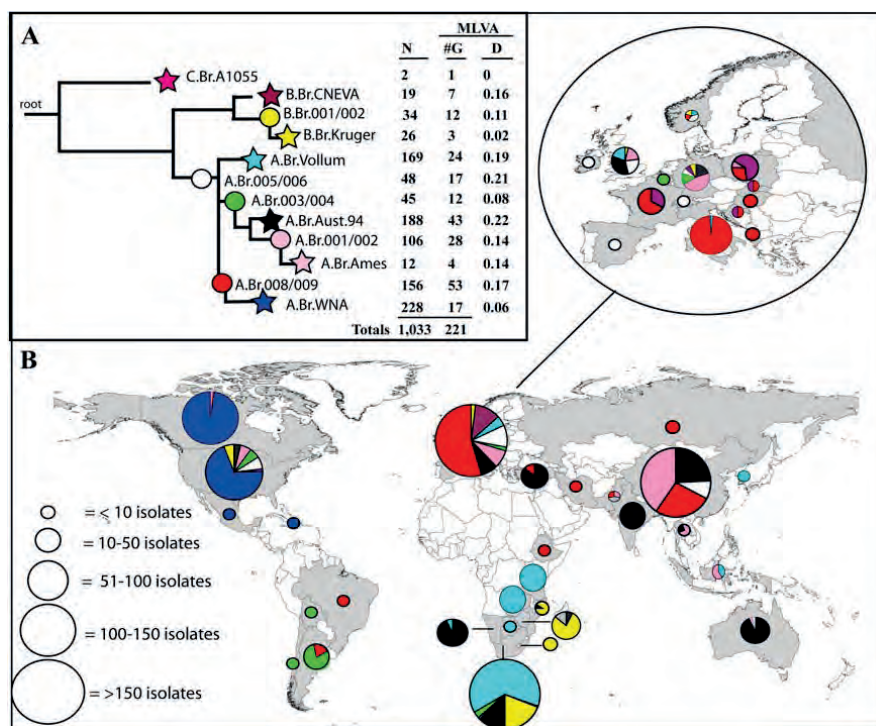 A
MLVA
N #G D
C.Br.A1055 2 1 0
root
B.Br.CNEVA 19 7 0.16
B.Br.001/002 34 12 0.11
B.Br.Kruger 26 3 0.02
A.Br.Vollum 169 24 0.19
A.Br.005/006 48 17 0.21
A.Br.003/004 45 12 0.08
A.Br.Aust.94 188 43 0.22
A.Br.001/002 106 28 0.14
A.Br.Ames 12 4 0.14
A.Br.008/009 156 53 0.17
A.Br.WNA 228 17 0.06
Totals 1,033 221
B
= ≤ 10 isolates
= 10-50 isolates
= 51-100 isolates
= 100-150 isolates
= >150 isolates